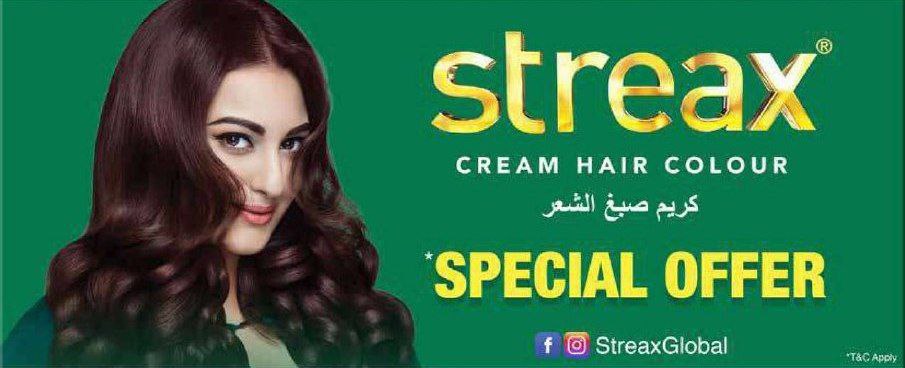 streax®
CREAM HAIR COLOUR
كريم صبغ الشعر
*SPECIAL OFFER
StreaxGlobal
*T&C Apply